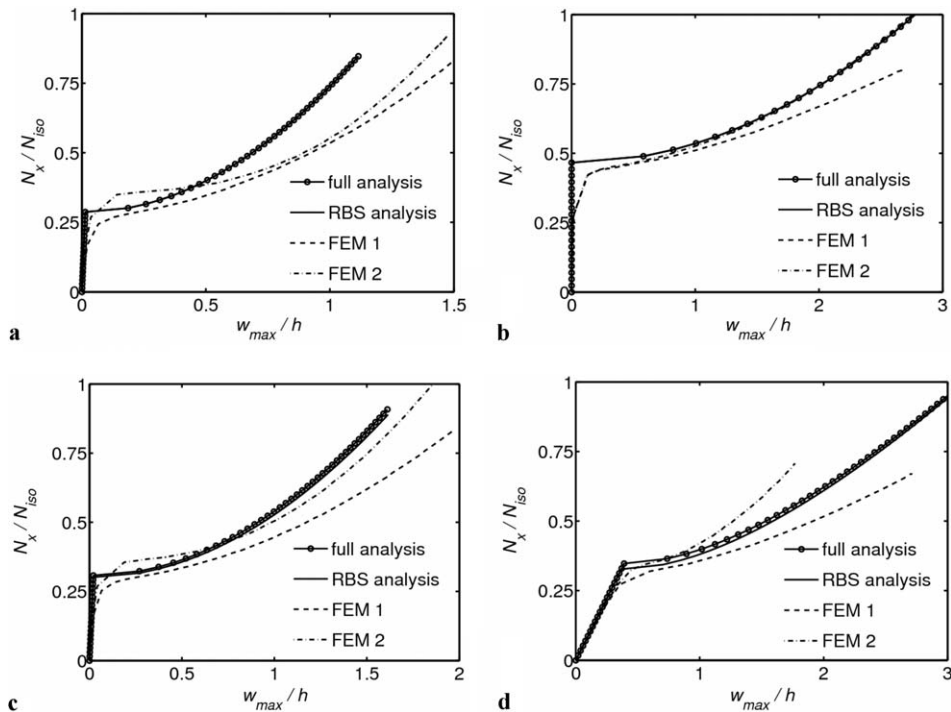 1
0.75
0.5
0.25
0
N_x / N_iso
full analysis
RBS analysis
FEM 1
FEM 2
0 0.5 1 1.5
w_max / h
a
1
0.75
0.5
0.25
0
N_x / N_iso
full analysis
RBS analysis
FEM 1
FEM 2
0 1 2 3
w_max / h
b
1
0.75
0.5
0.25
0
N_x / N_iso
full analysis
RBS analysis
FEM 1
FEM 2
0 0.5 1 1.5 2
w_max / h
c
1
0.75
0.5
0.25
0
N_x / N_iso
full analysis
RBS analysis
FEM 1
FEM 2
0 1 2 3
w_max / h
d